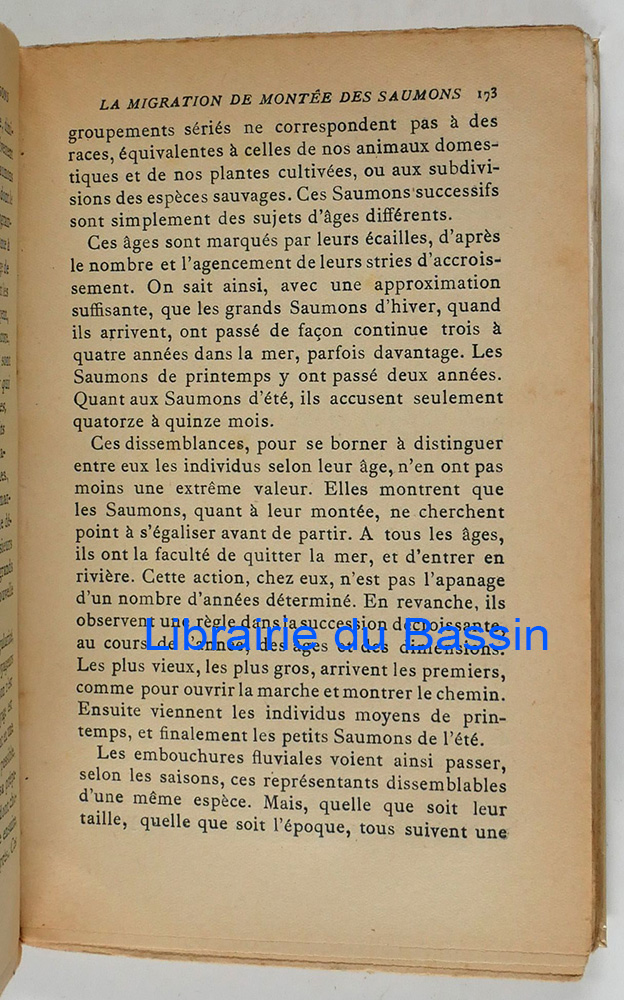 LA MIGRATION DE MONTÉE DES SAUMONS 173
groupements sériés ne correspondent pas à des
races, équivalentes à celles de nos animaux domes-
tiques et de nos plantes cultivées, ou aux subdivi-
sions des espèces sauvages. Ces Saumons successifs
sont simplement des sujets d'âges différents.
Ces âges sont marqués par leurs écailles, d'après
le nombre et l'agencement de leurs stries d'accrois-
sement. On sait ainsi, avec une approximation
suffisante, que les grands Saumons d'hiver, quand
ils arrivent, ont passé de façon continue trois à
quatre années dans la mer, parfois davantage. Les
Saumons de printemps y ont passé deux années.
Quant aux Saumons d'été, ils accusent seulement
quatorze à quinze mois.
Ces dissemblances, pour se borner à distinguer
entre eux les individus selon leur âge, n'en ont pas
moins une extrême valeur. Elles montrent que
les Saumons, quant à leur montée, ne cherchent
point à s'égaliser avant de partir. A tous les âges,
ils ont la faculté de quitter la mer, et d'entrer en
rivière. Cette action, chez eux, n'est pas l'apanage
d'un nombre d'années déterminé. En revanche, ils
observent une règle dans la succession décroissante,
au cours de l'année, des âges et des dimensions.
Librairie du Bassin
Les plus vieux, les plus gros, arrivent les premiers,
comme pour ouvrir la marche et montrer le chemin.
Ensuite viennent les individus moyens de prin-
temps, et finalement les petits Saumons de l'été.
Les embouchures fluviales voient ainsi passer,
selon les saisons, ces représentants dissemblables
d'une même espèce. Mais, quelle que soit leur
taille, quelle que soit l'époque, tous suivent une